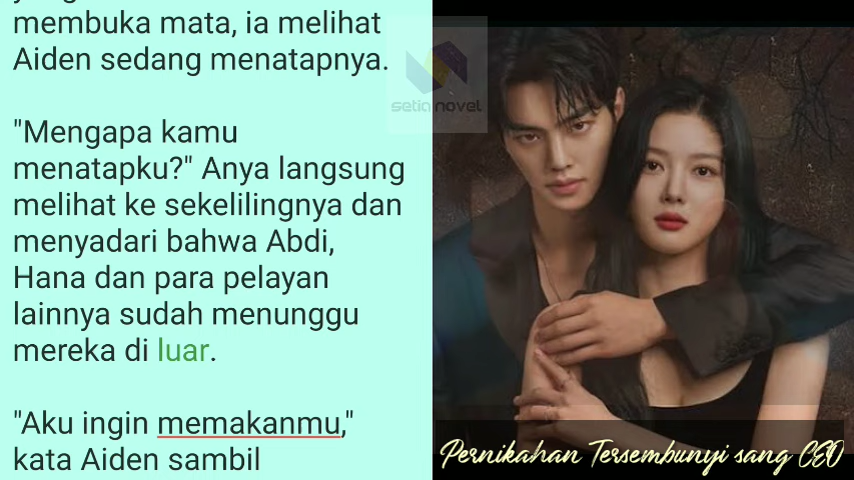 membuka mata, ia melihat
Aiden sedang menatapnya.
"Mengapa kamu
menatapku?" Anya langsung
melihat ke sekelilingnya dan
menyadari bahwa Abdi,
Hana dan para pelayan
lainnya sudah menunggu
mereka di luar.
"Aku ingin memakanmu,"
kata Aiden sambil
setia novel
Pernikahan Tersembunyi sang CEO